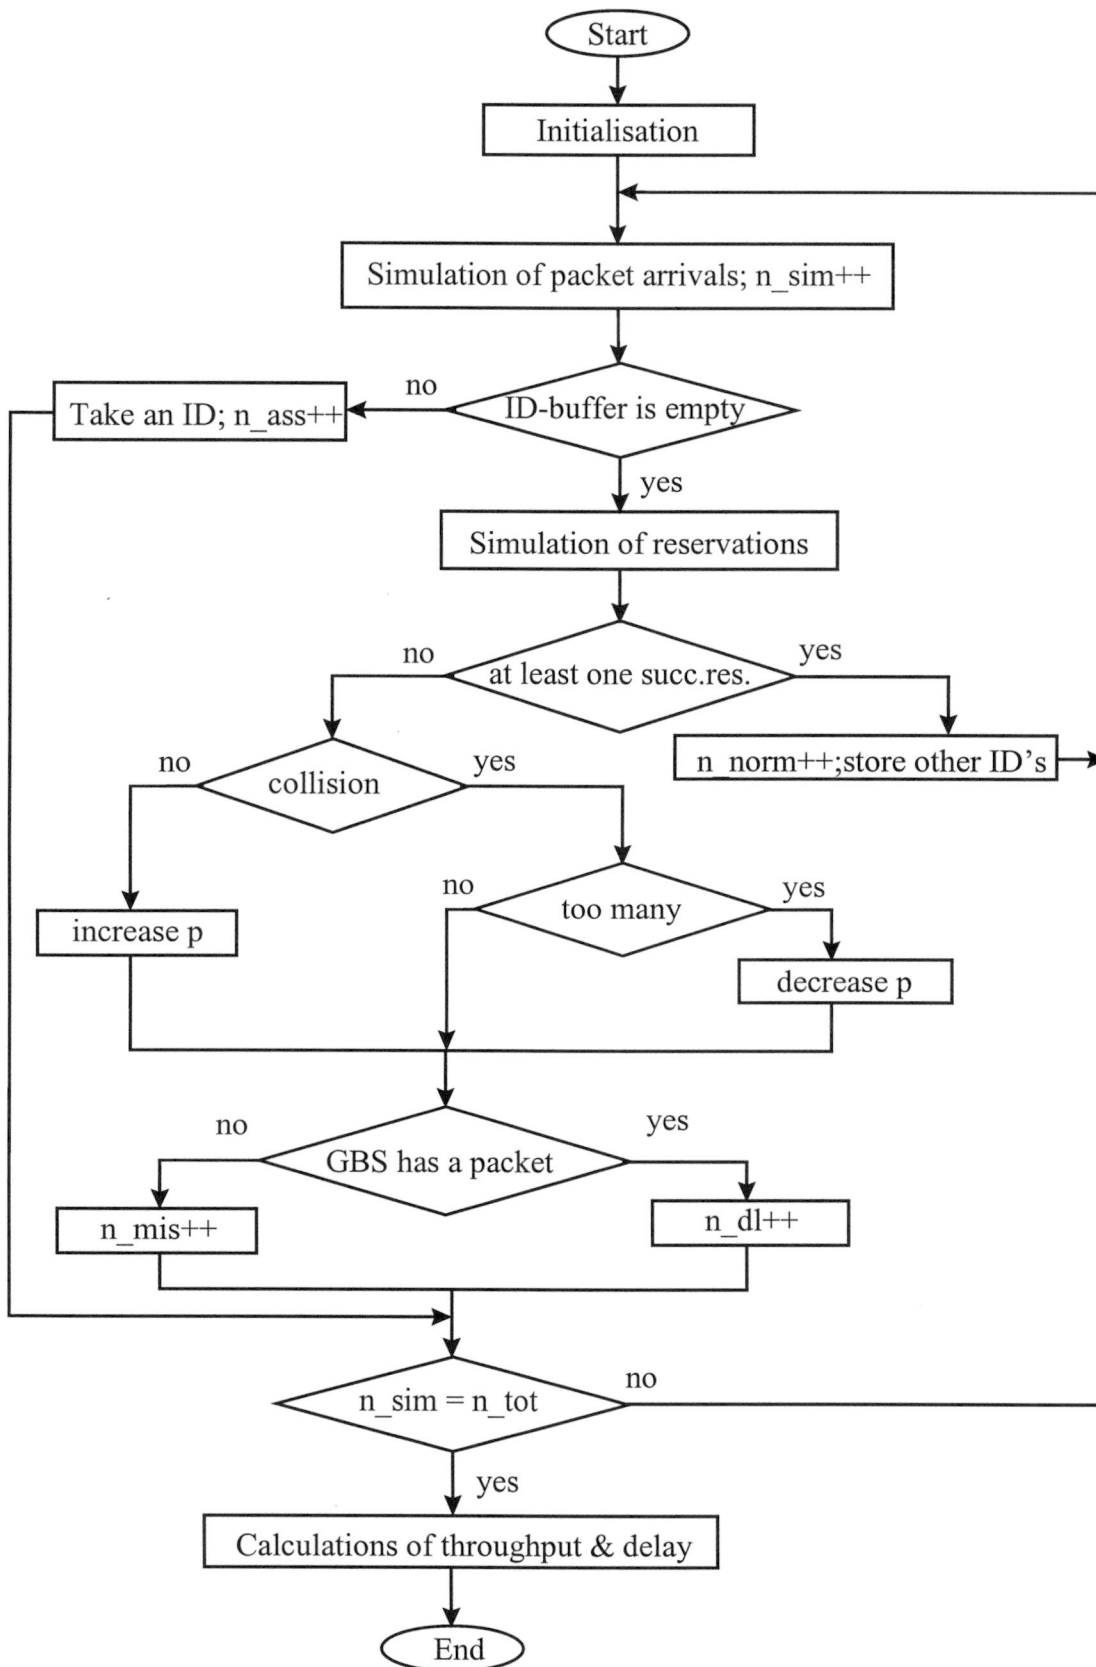 Start
Initialisation
Simulation of packet arrivals; n_sim++
no
ID-buffer is empty
Take an ID; n_ass++
yes
Simulation of reservations
no
at least one succ.res.
yes
no
collision
yes
n_norm++;store other ID’s
no
too many
yes
increase p
decrease p
no
GBS has a packet
yes
n_mis++
n_dl++
n_sim = n_tot
no
yes
Calculations of throughput & delay
End